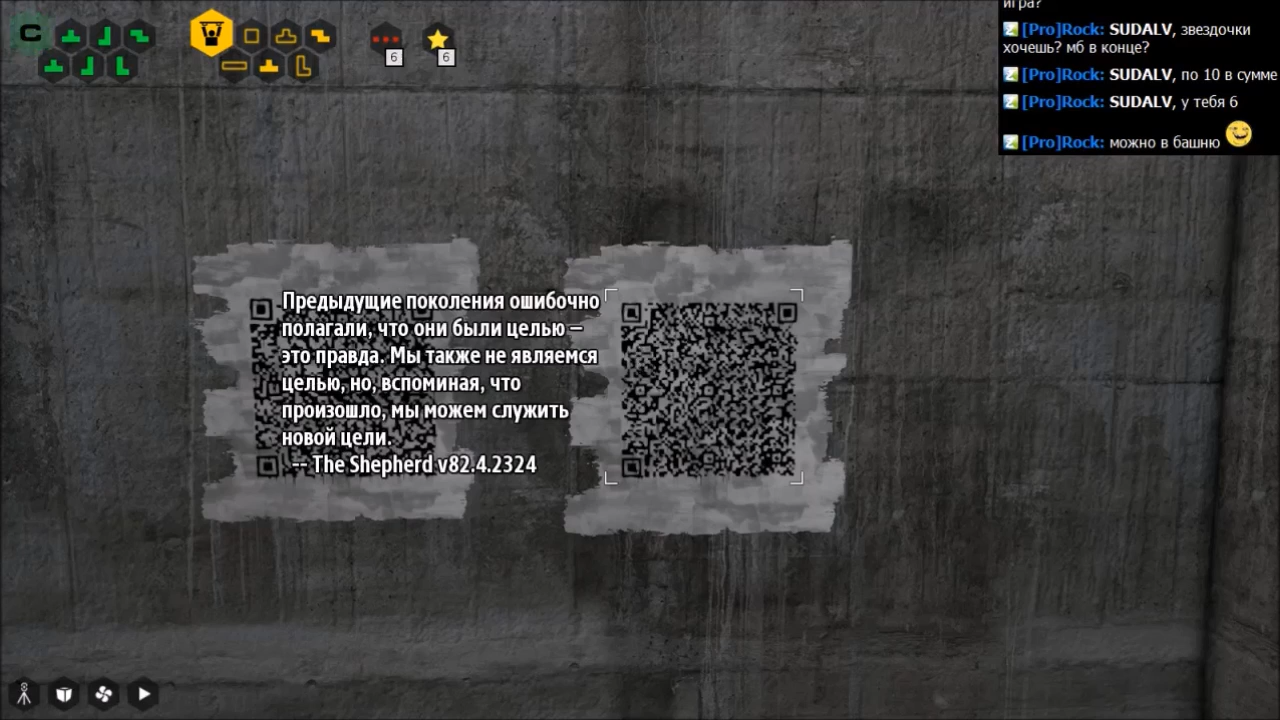 C
6
6
игра?
[Pro]Rock: SUDALV, звездочки
хочешь? мб в конце?
[Pro]Rock: SUDALV, по 10 в сумме
[Pro]Rock: SUDALV, у тебя 6
[Pro]Rock: можно в башню
Предыдущие поколения ошибочно
полагали, что они были целью —
это правда. Мы также не являемся
целью, но, вспоминая, что
произошло, мы можем служить
новой цели.
-- The Shepherd v82.4.2324